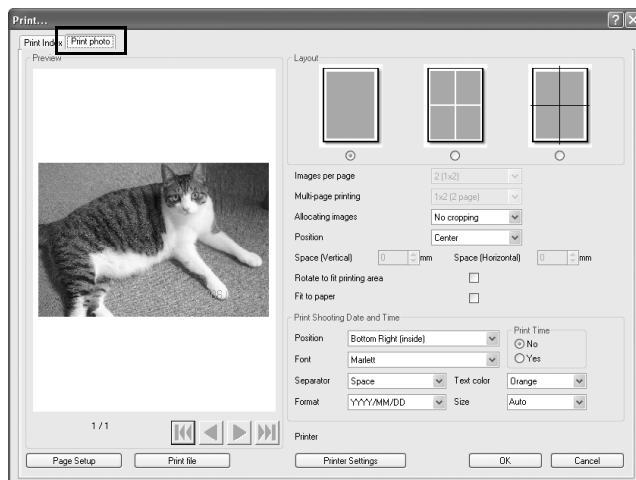 Print...
Print Index Print photo
Preview
Layout
Images per page 2 (1x2)
Multi-page printing 1x2 (2 page)
Allocating images No cropping
Position Center
Space (Vertical) 0 mm Space (Horizontal) 0 mm
Rotate to fit printing area
Fit to paper
Print Shooting Date and Time
Position Bottom Right (inside)
Print Time
No
Yes
Font Marlett
Separator Space Text color Orange
Format YYYY/MM/DD Size Auto
1 / 1
Printer
Page Setup Print file Printer Settings OK Cancel